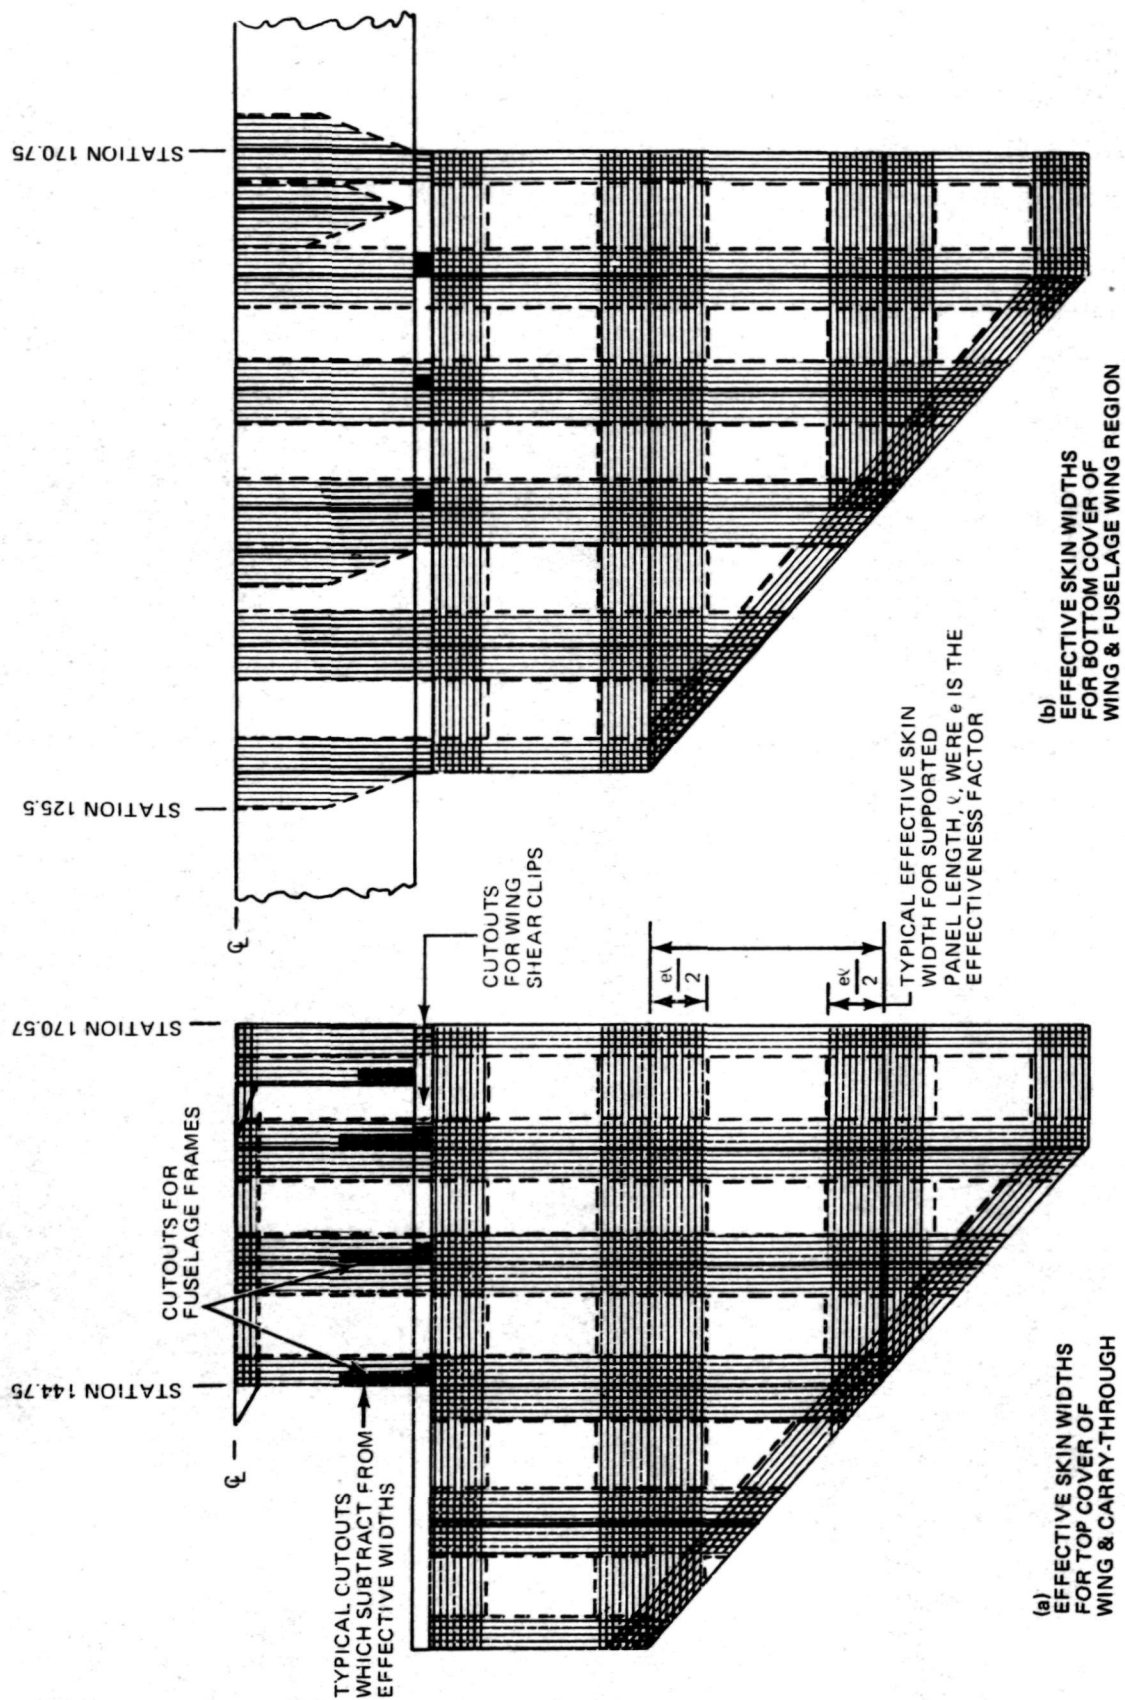 STATION 144.75
STATION 170.57
CUTOUTS FOR
FUSELAGE FRAMES
℄
TYPICAL CUTOUTS
WHICH SUBTRACT FROM
EFFECTIVE WIDTHS
CUTOUTS
FOR WING
SHEAR CLIPS
eℓ
2
eℓ
2
TYPICAL EFFECTIVE SKIN
WIDTH FOR SUPPORTED
PANEL LENGTH, ℓ, WERE e IS THE
EFFECTIVENESS FACTOR
(a)
EFFECTIVE SKIN WIDTHS
FOR TOP COVER OF
WING & CARRY-THROUGH
STATION 125.5
STATION 170.75
℄
(b)
EFFECTIVE SKIN WIDTHS
FOR BOTTOM COVER OF
WING & FUSELAGE WING REGION